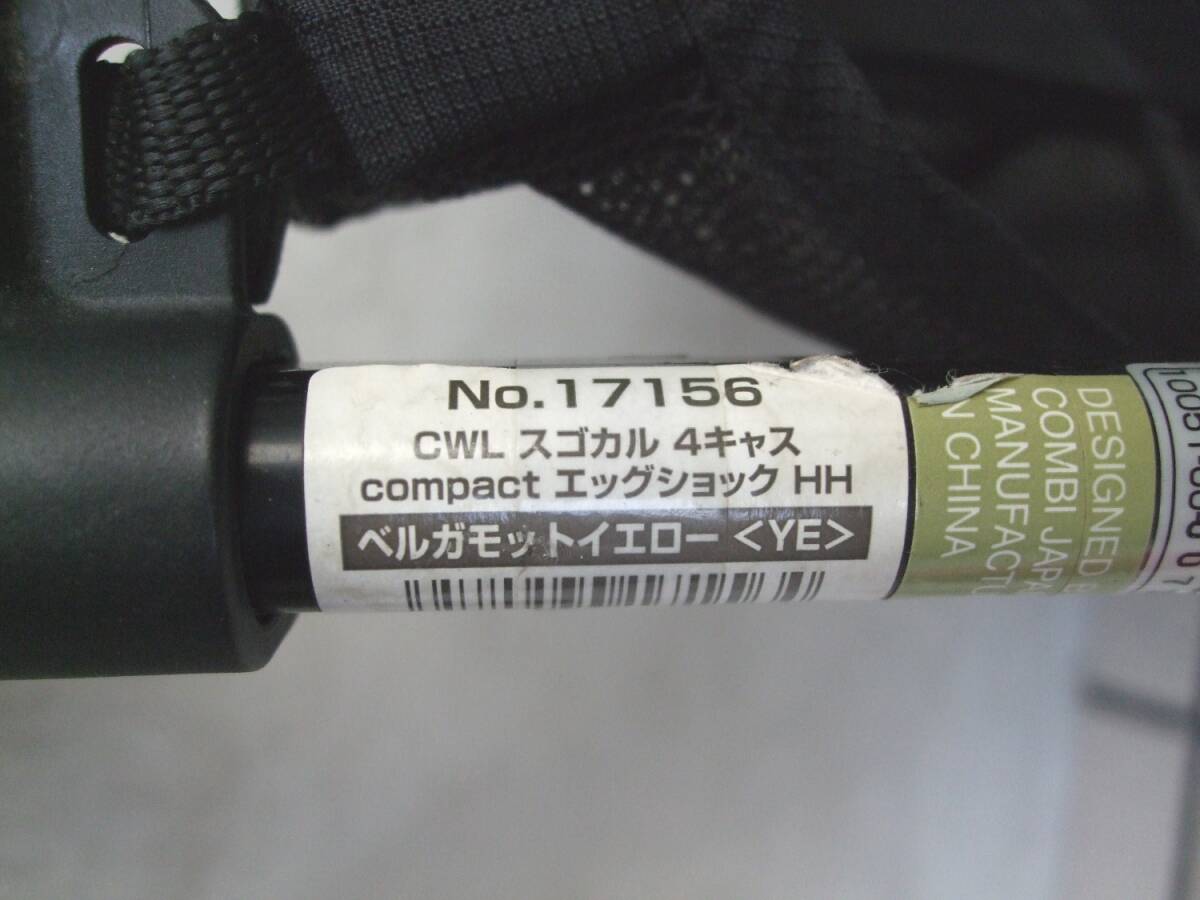 No.17156
CWL スゴカル 4キャス
compact エッグショック HH
ベルガモットイエロー <YE>
DESIGNED
COMBI JAPA
MANUFACTU
N CHINA